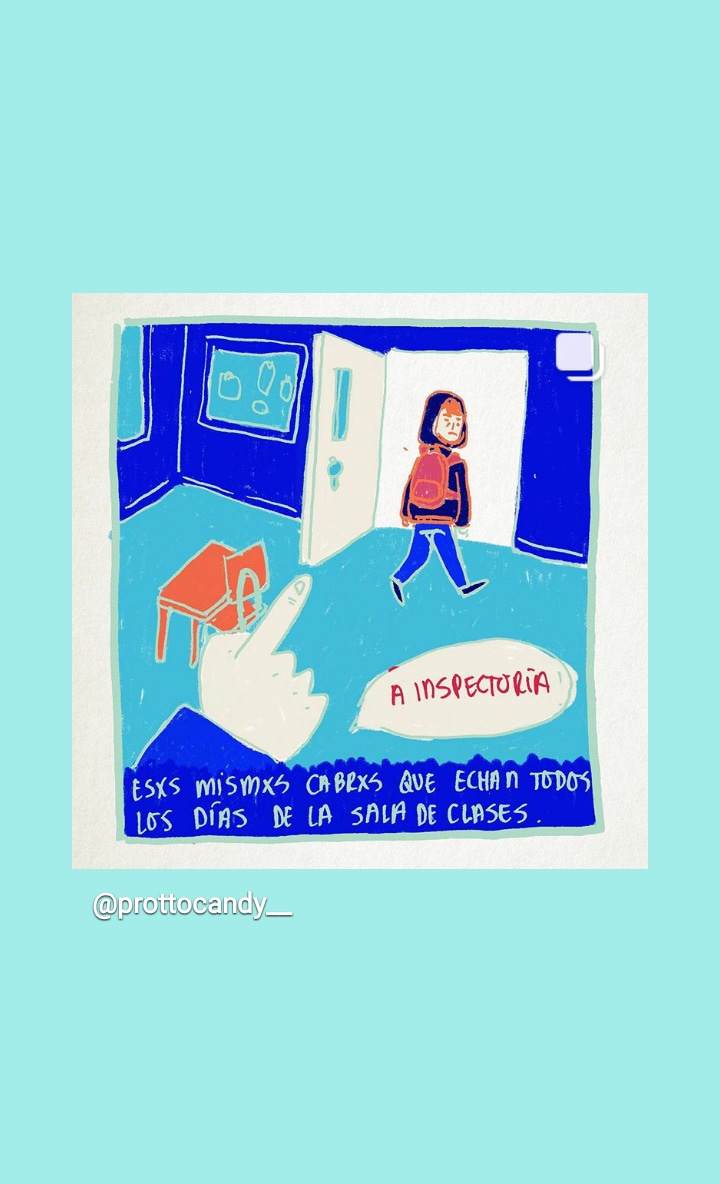 A INSPECTORÍA
ESXS MISMXS CABRXS QUE ECHAN TODOS
LOS DÍAS DE LA SALA DE CLASES.
@prottocandy__